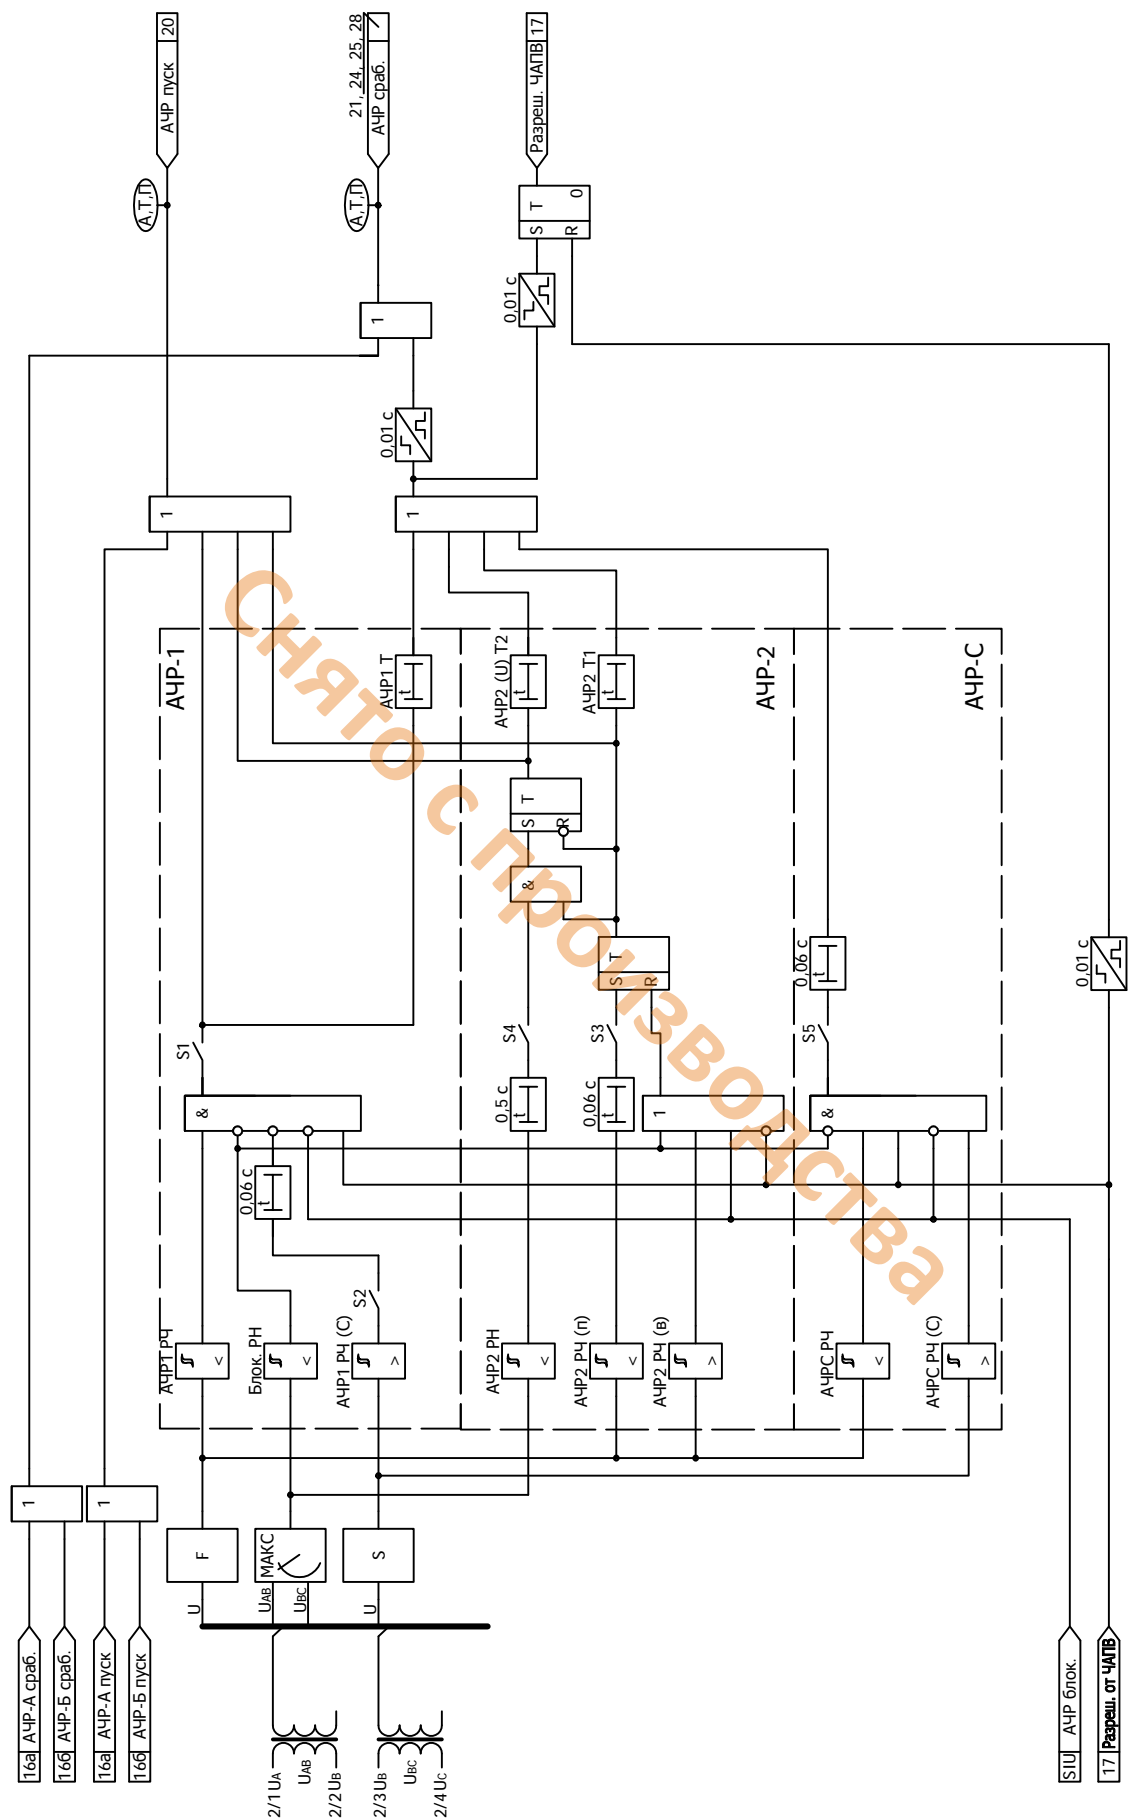 16а АЧР-А сраб.
16б АЧР-Б сраб.
16а АЧР-А пуск
16б АЧР-Б пуск
1
1
2/1 UA
UAB
2/2 UB
2/3 UB
UBC
2/4 UC
U
UAB
UBC
U
F
МАКС
S
АЧР-1
АЧР1 РЧ
<
Блок. РН
<
АЧР1 РЧ (С)
>
S2
0,06 с
t
&
S1
АЧР1 Т
t
АЧР-2
АЧР2 РН
<
АЧР2 РЧ (п)
<
АЧР2 РЧ (в)
>
0,5 с
t
0,06 с
t
1
S4
S3
S T
R
&
S T
R
АЧР2 (U) Т2
t
АЧР2 Т1
t
АЧР-С
АЧРС РЧ
<
АЧРС РЧ (С)
>
&
S5
0,06 с
t
1
1
0,01 с
1
0,01 с
S T
R 0
А,Т,П
АЧР пуск 20
А,Т,П
21, 24, 25, 28
АЧР сраб.
Разреш. ЧАПВ 17
SIU АЧР блок.
17 Разреш. от ЧАПВ
0,01 с
Снято с производства